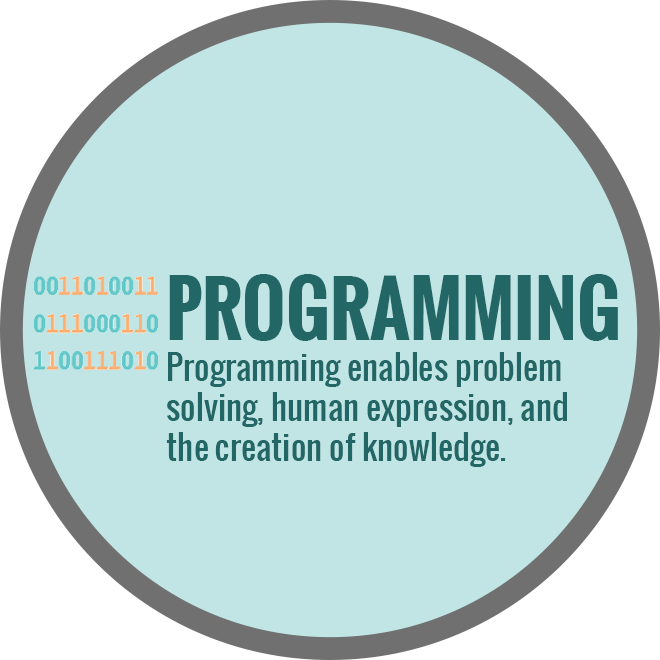 0011010011
0111000110
1100111010
PROGRAMMING
Programming enables problem
solving, human expression, and
the creation of knowledge.